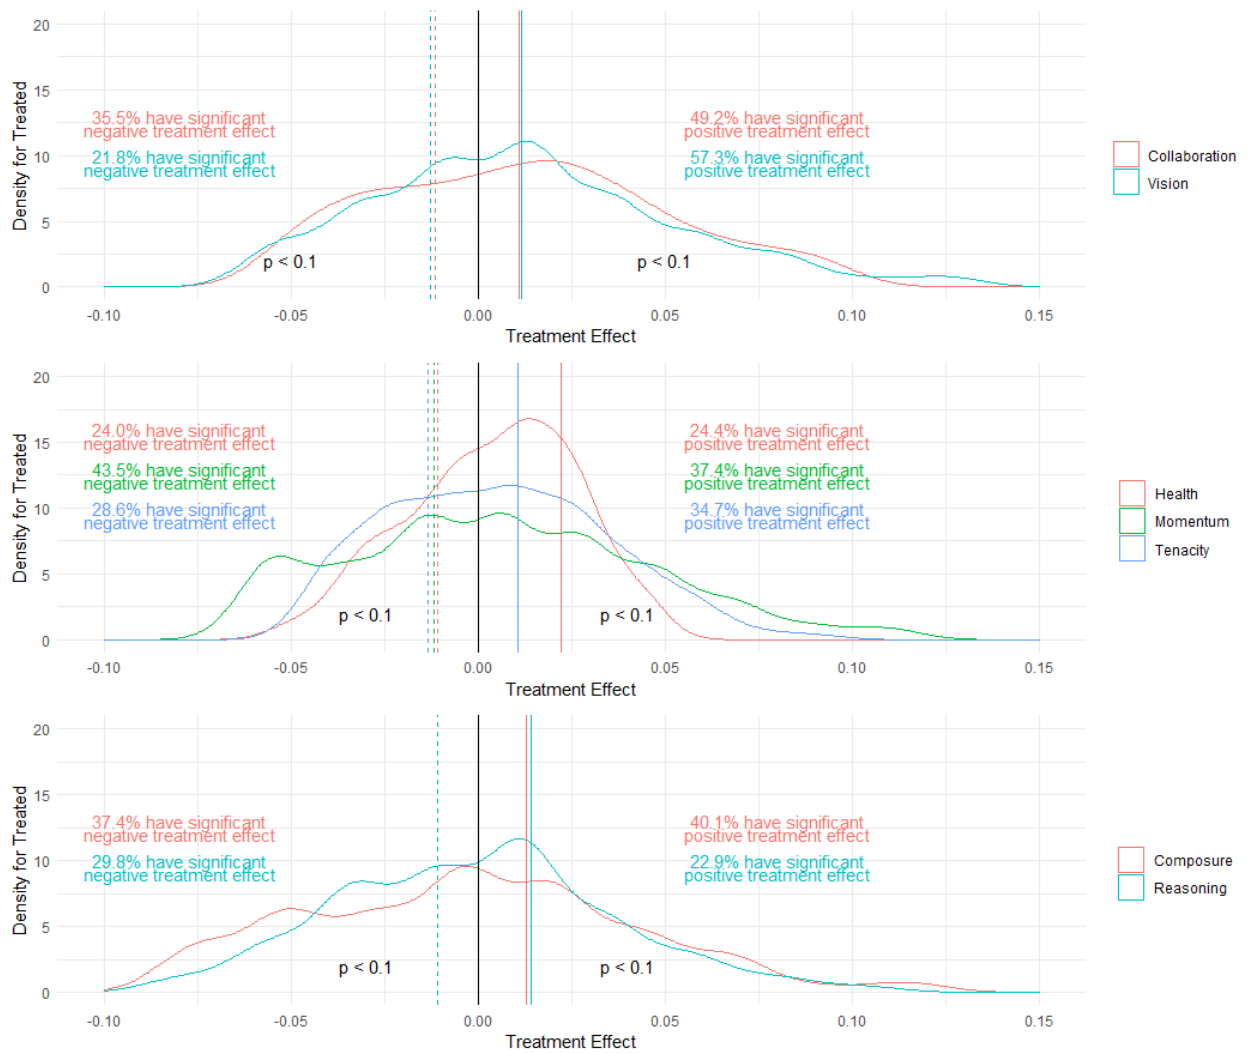 20
15
10
5
0
Density for Treated
35.5% have significant
negative treatment effect
21.8% have significant
negative treatment effect
49.2% have significant
positive treatment effect
57.3% have significant
positive treatment effect
p < 0.1
p < 0.1
-0.10
-0.05
0.00
0.05
0.10
0.15
Treatment Effect
Collaboration
Vision
20
15
10
5
0
Density for Treated
24.0% have significant
negative treatment effect
43.5% have significant
negative treatment effect
28.6% have significant
negative treatment effect
24.4% have significant
positive treatment effect
37.4% have significant
positive treatment effect
34.7% have significant
positive treatment effect
p < 0.1
p < 0.1
-0.10
-0.05
0.00
0.05
0.10
0.15
Treatment Effect
Health
Momentum
Tenacity
20
15
10
5
0
Density for Treated
37.4% have significant
negative treatment effect
29.8% have significant
negative treatment effect
40.1% have significant
positive treatment effect
22.9% have significant
positive treatment effect
p < 0.1
p < 0.1
-0.10
-0.05
0.00
0.05
0.10
0.15
Treatment Effect
Composure
Reasoning